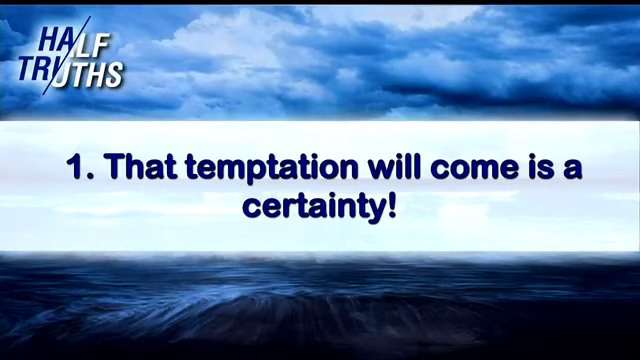 HALF
TRUTHS
1. That temptation will come is a
certainty!